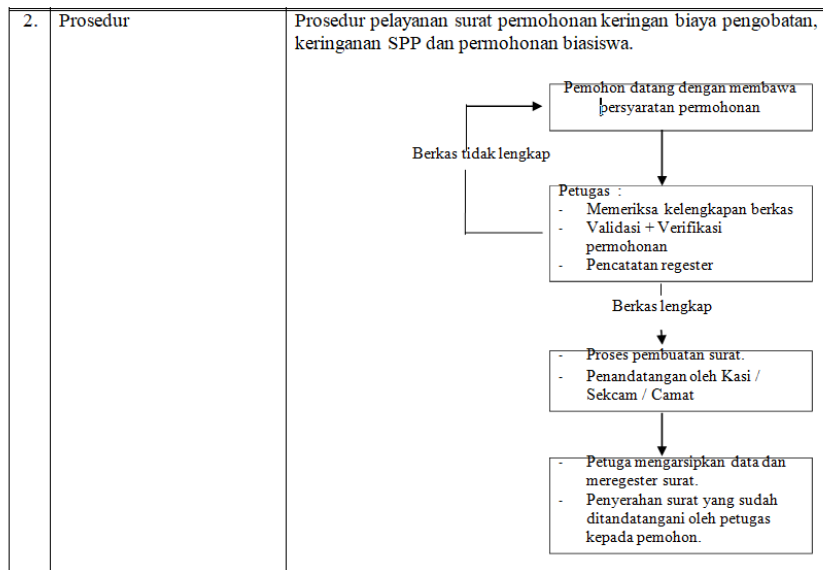 2. Prosedur Prosedur pelayanan surat permohonan keringan biaya pengobatan,
keringanan SPP dan permohonan biasiswa.
Pemohon datang dengan membawa
persyaratan permohonan
Berkas tidak lengkap
Petugas :
- Memeriksa kelengkapan berkas
- Validasi + Verifikasi
permohonan
- Pencatatan regester
Berkas lengkap
- Proses pembuatan surat.
- Penandatangan oleh Kasi /
Sekcam / Camat
- Petuga mengarsipkan data dan
meregester surat.
- Penyerahan surat yang sudah
ditandatangani oleh petugas
kepada pemohon.